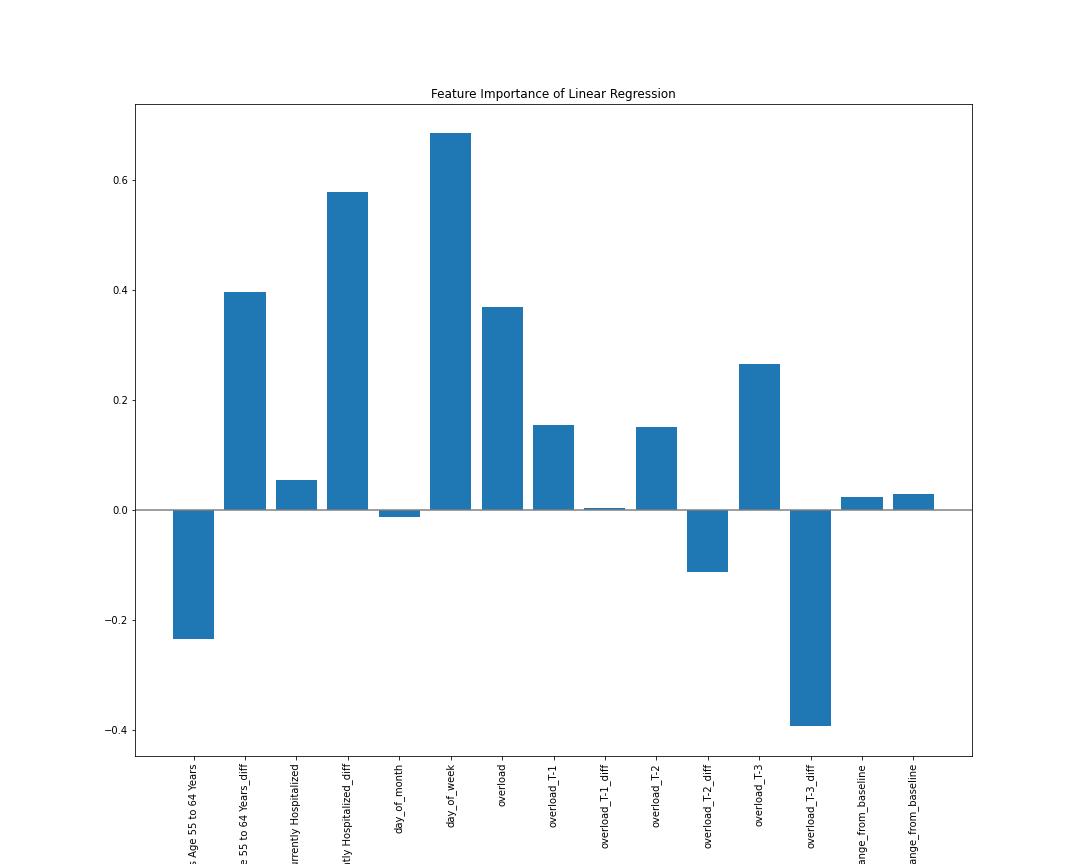 Feature Importance of Linear Regression
0.6
0.4
0.2
0.0
−0.2
−0.4
Age 55 to 64 Years
55 to 64 Years_diff
Hospitalized
Hospitalized_diff
day_of_month
day_of_week
overload
overload_T-1
overload_T-1_diff
overload_T-2
overload_T-2_diff
overload_T-3
overload_T-3_diff
ange_from_baseline
ange_from_baseline